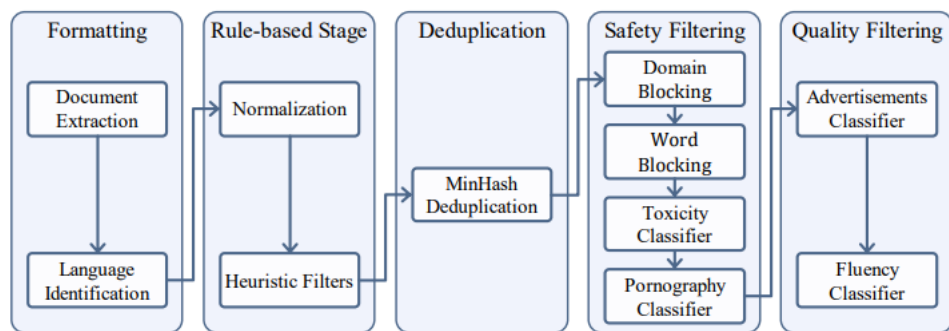 Formatting
Document
Extraction
Language
Identification
Rule-based Stage
Normalization
Heuristic Filters
Deduplication
MinHash
Deduplication
Safety Filtering
Domain
Blocking
Word
Blocking
Toxicity
Classifier
Pornography
Classifier
Quality Filtering
Advertisements
Classifier
Fluency
Classifier